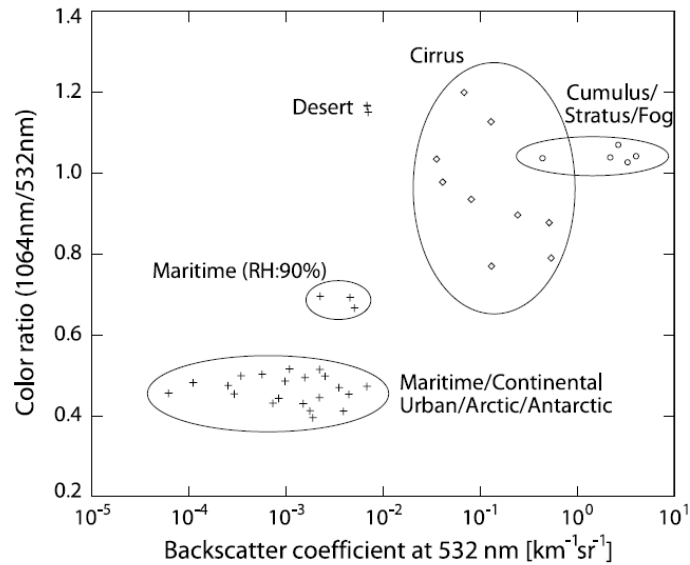 1.4
1.2
1.0
0.8
0.6
0.4
0.2
Color ratio (1064nm/532nm)
Cirrus
Cumulus/
Stratus/Fog
Desert
Maritime (RH:90%)
Maritime/Continental
Urban/Arctic/Antarctic
10⁻⁵ 10⁻⁴ 10⁻³ 10⁻² 10⁻¹ 10⁰ 10¹
Backscatter coefficient at 532 nm [km⁻¹sr⁻¹]